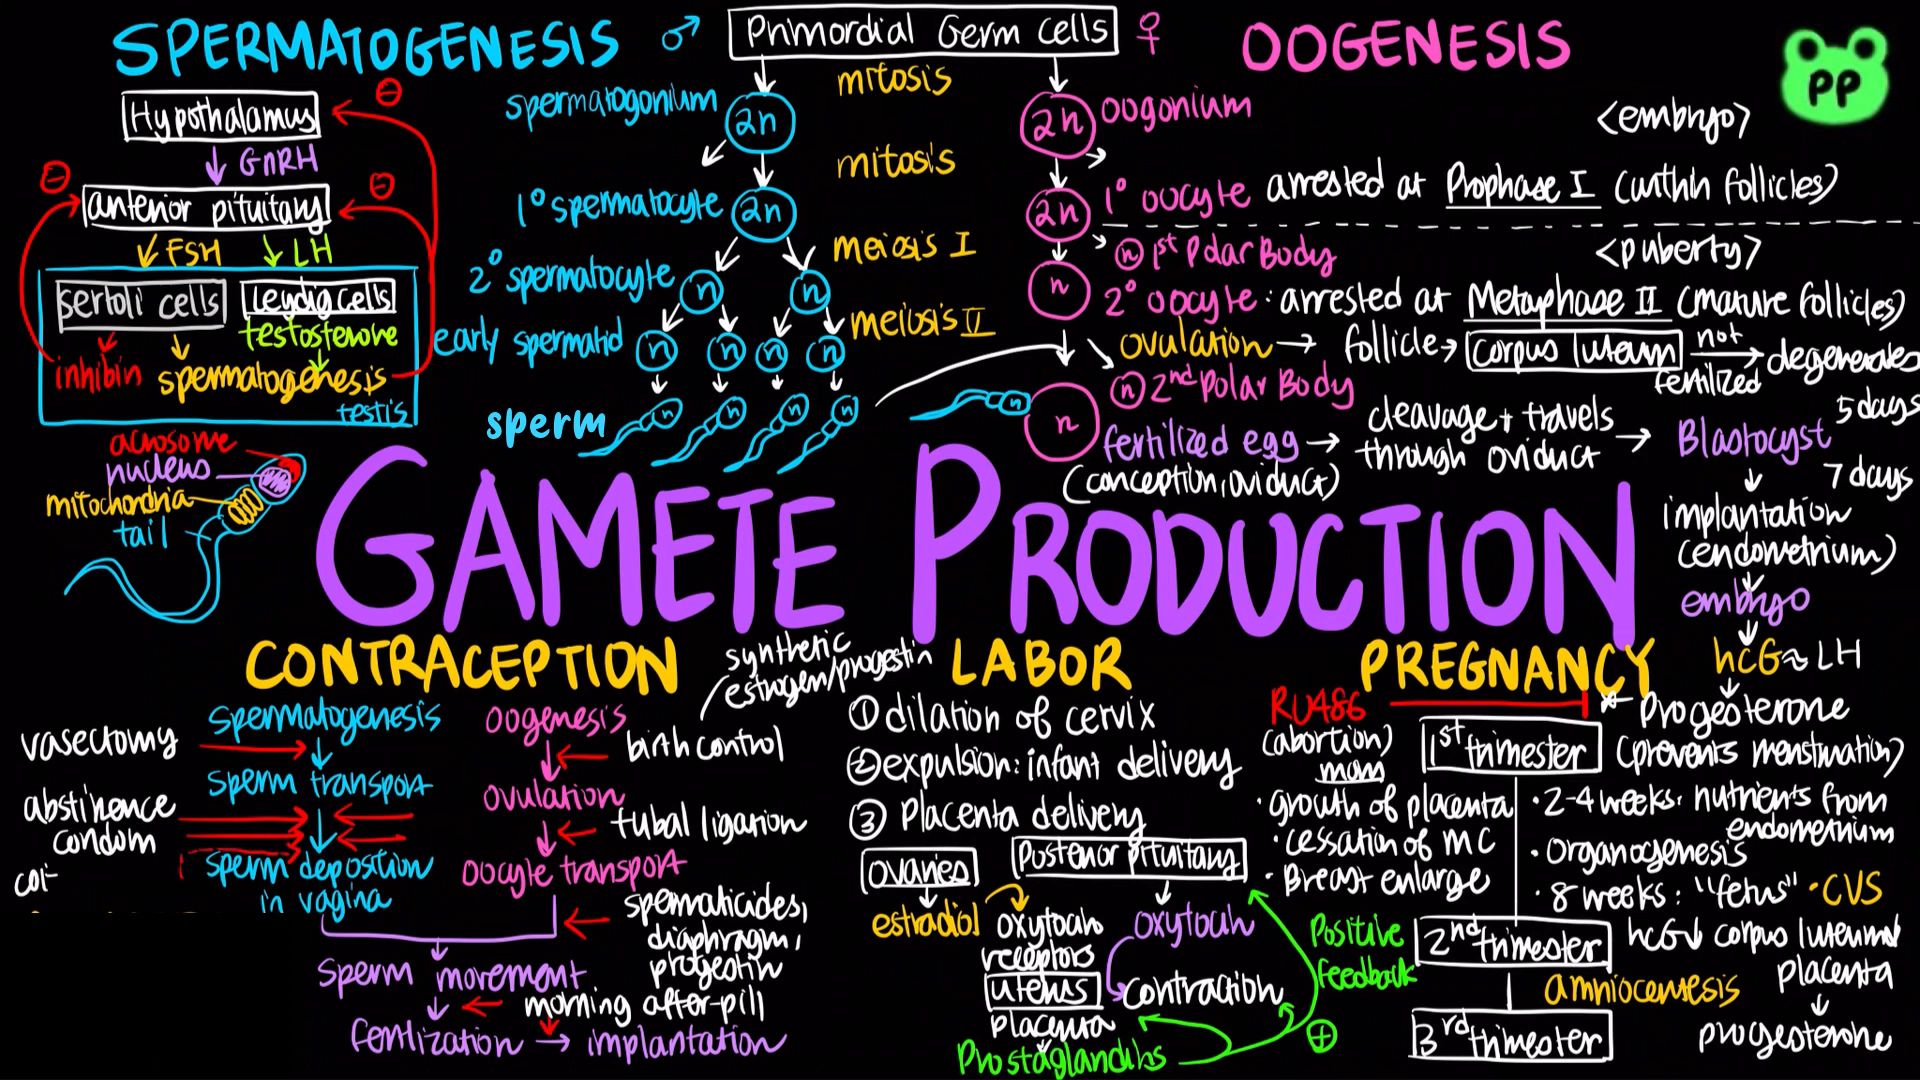 SPERMATOGENESIS ♂
Primordial Germ cells ♀
OOGENESIS
PP
Hypothalamus
⊖
GnRH
⊖
⊖
anterior pituitary
FSH
LH
sertoli cells
Leydig cells
testosterone
inhibin
spermatogenesis
testis
acrosome
nucleus
mitochondria
tail
mitosis
spermatogonium
2n
mitosis
1° spermatocyte
2n
meiosis I
2° spermatocyte
n
n
meiosis II
early spermatid
n
n
n
n
sperm
n
n
n
n
2n
oogonium
<embryo>
2n
1° oocyte arrested at Prophase I (within follicles)
n 1st Polar Body
<puberty>
n
2° oocyte: arrested at Metaphase II (mature follicles)
ovulation → follicle → corpus luteum not fertilized → degenerates
n 2nd Polar Body
n
n
fertilized egg → cleavage + travels through oviduct → Blastocyst
(conception, oviduct)
5 days
7 days
implantation
(endometrium)
embryo
hCG ≈ LH
GAMETE PRODUCTION
CONTRACEPTION
vasectomy
abstinence
condom
coi
spermatogenesis
sperm transport
sperm deposition
in vagina
synthetic
estrogen/progestin
oogenesis
birth control
ovulation
tubal ligation
oocyte transport
spermaticides,
diaphragm,
progestin
sperm movement
morning after-pill
fertilization → implantation
LABOR
① dilation of cervix
② expulsion: infant delivery
③ Placenta delivery
ovaries
Posterior pituitary
estradiol
oxytocin
receptors
oxytocin
uterus
contraction
placenta
Prostaglandins
Positive
feedback
⊕
PREGNANCY
RU486
(abortion)
Progesterone
(prevents menstruation)
mom
• growth of placenta
• cessation of MC
• Breast enlarge
1st trimester
• 2-4 weeks: nutrients from
endometrium
• organogenesis
• 8 weeks: "fetus" • CVS
2nd trimester
hCG↓ corpus luteum↓
placenta
amniocensesis
progesterone
3rd trimester